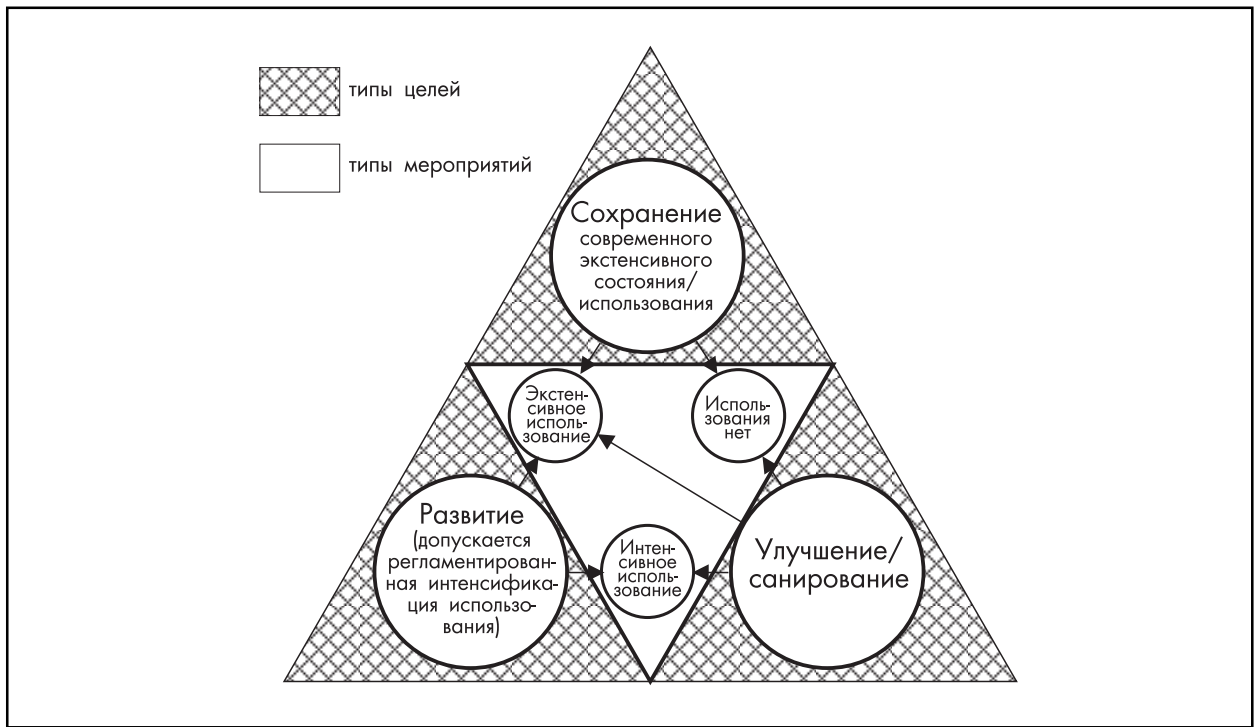 типы целей
типы мероприятий
Сохранение
современного
экстенсивного
состояния/
использования
Экстен-
сивное
исполь-
зование
Исполь-
зования
нет
Развитие
(допускается
регламентирован-
ная интенсифика-
ция использо-
вания)
Интен-
сивное
исполь-
зование
Улучшение/
санирование